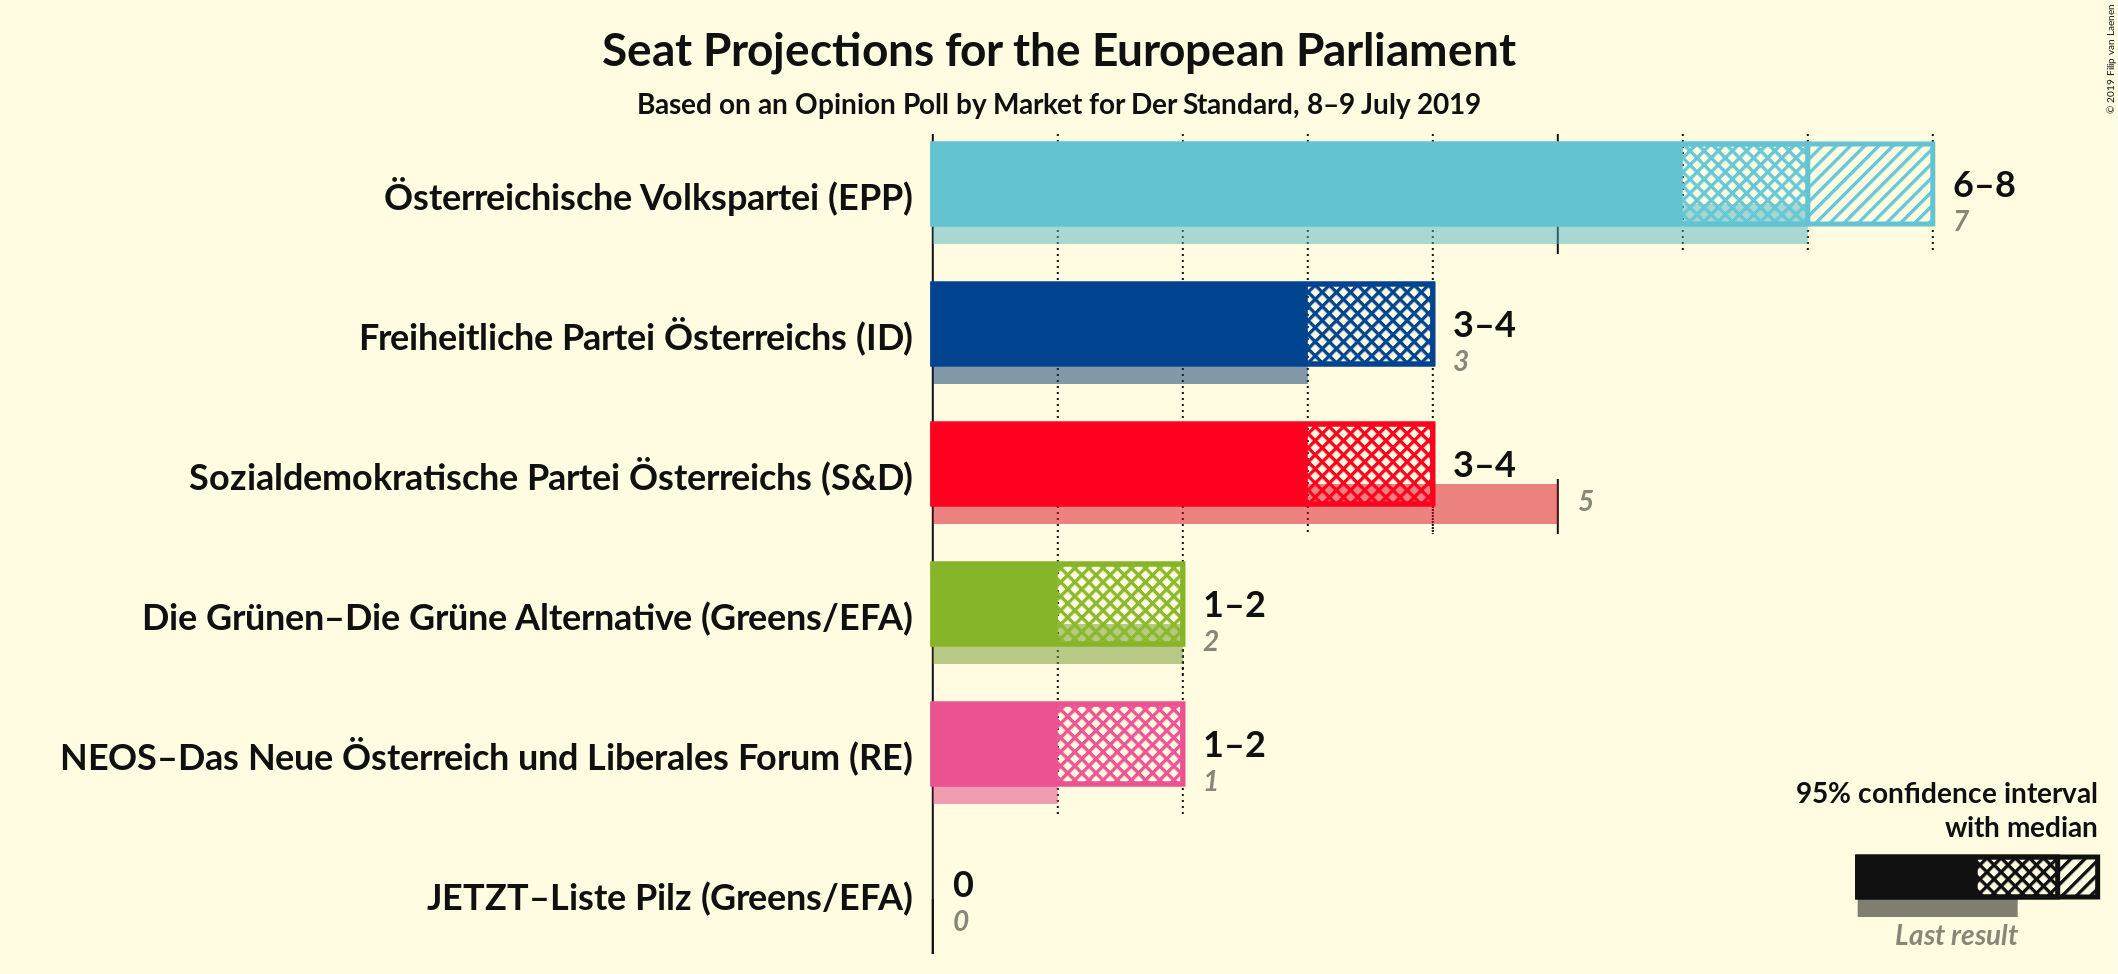 Seat Projections for the European Parliament
Based on an Opinion Poll by Market for Der Standard, 8–9 July 2019
© 2019 Filip van Laenen
Österreichische Volkspartei (EPP)
6–8
7
Freiheitliche Partei Österreichs (ID)
3–4
3
Sozialdemokratische Partei Österreichs (S&D)
3–4
5
Die Grünen–Die Grüne Alternative (Greens/EFA)
1–2
2
NEOS–Das Neue Österreich und Liberales Forum (RE)
1–2
1
JETZT–Liste Pilz (Greens/EFA)
0
0
95% confidence interval
with median
Last result